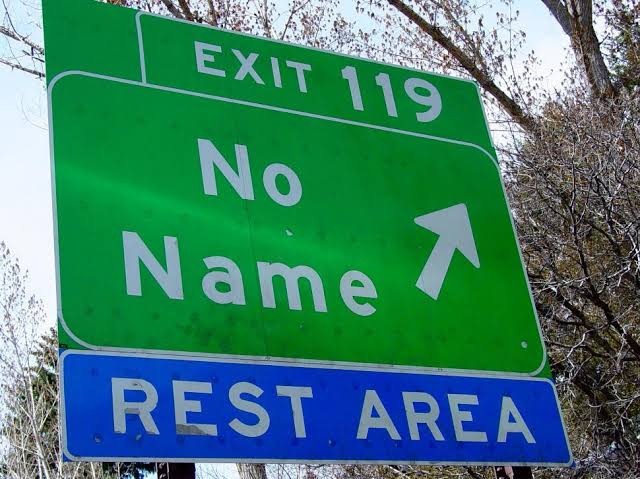 EXIT 119
No
Name
REST AREA